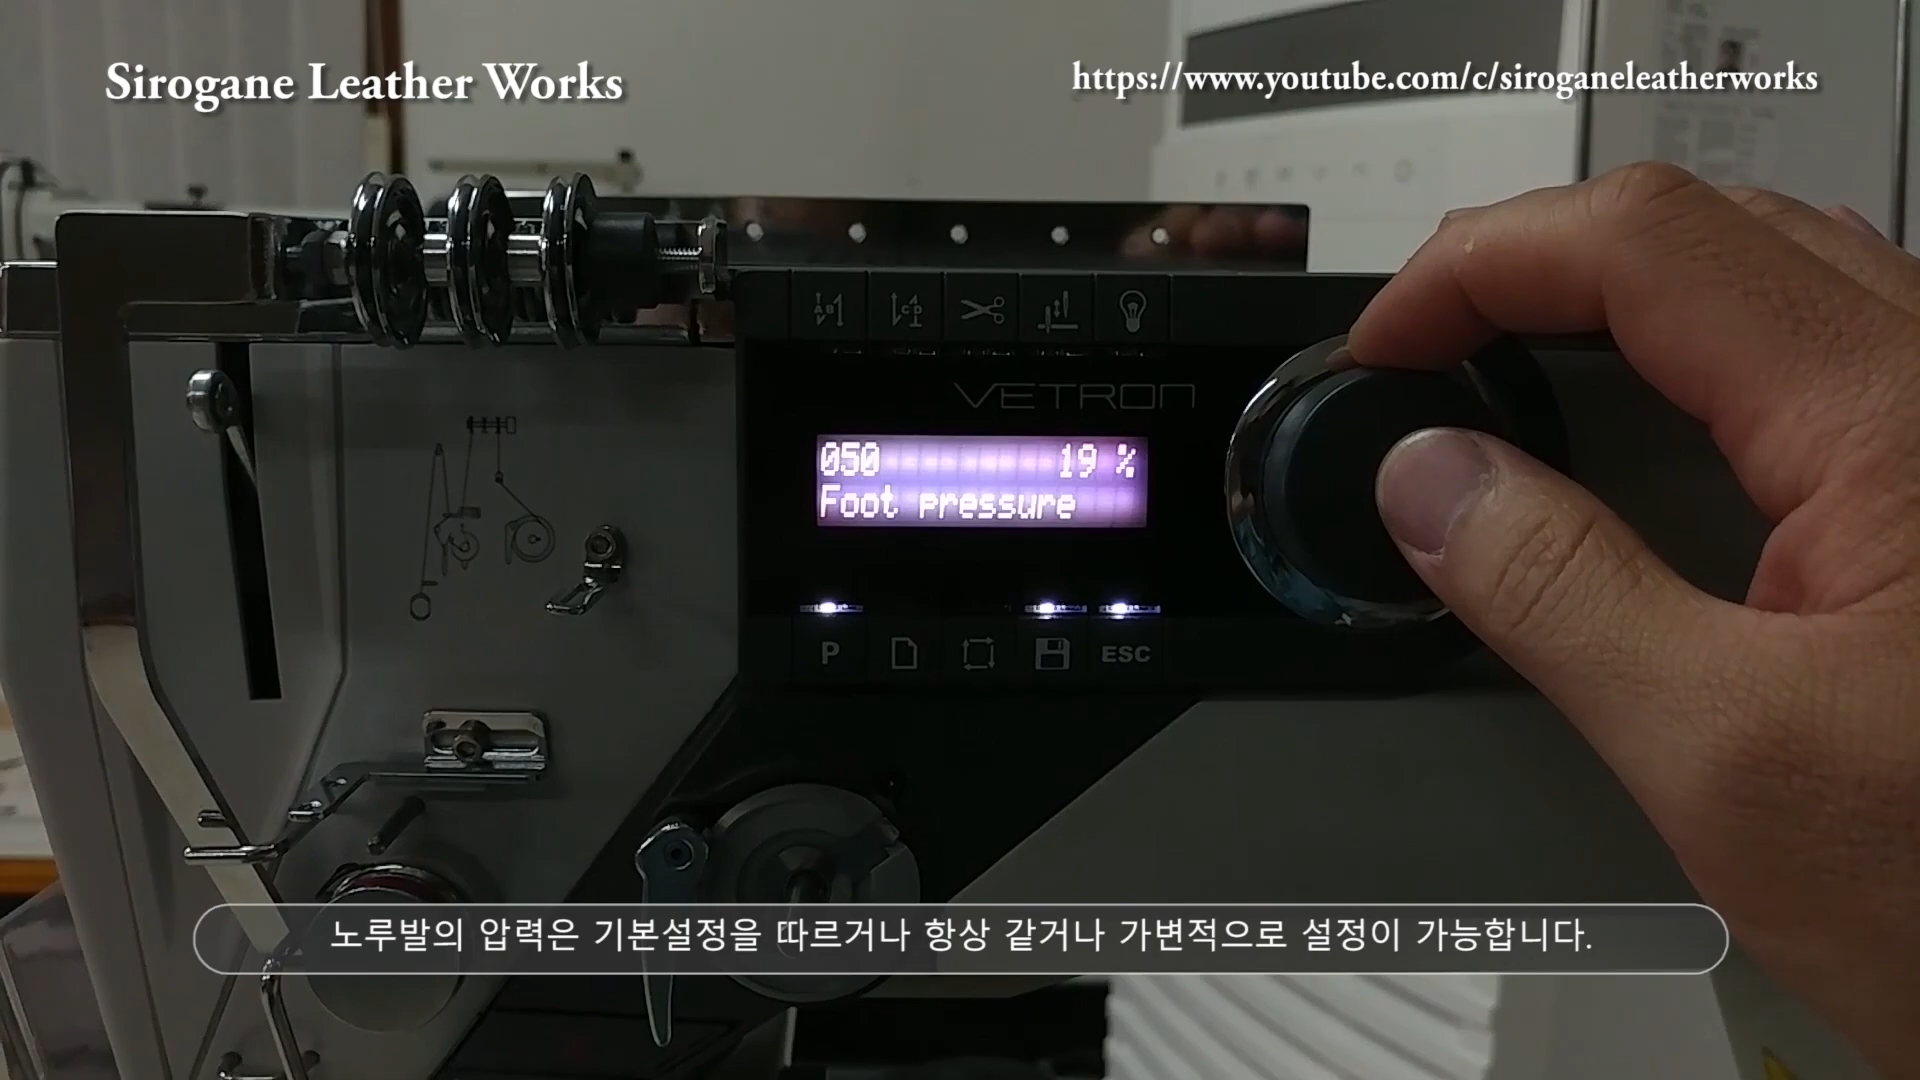 Sirogane Leather Works
https://www.youtube.com/c/siroganeleatherworks
AB
CD
VETRON
050 19 %
Foot pressure
P
ESC
노루발의 압력은 기본설정을 따르거나 항상 같거나 가변적으로 설정이 가능합니다.